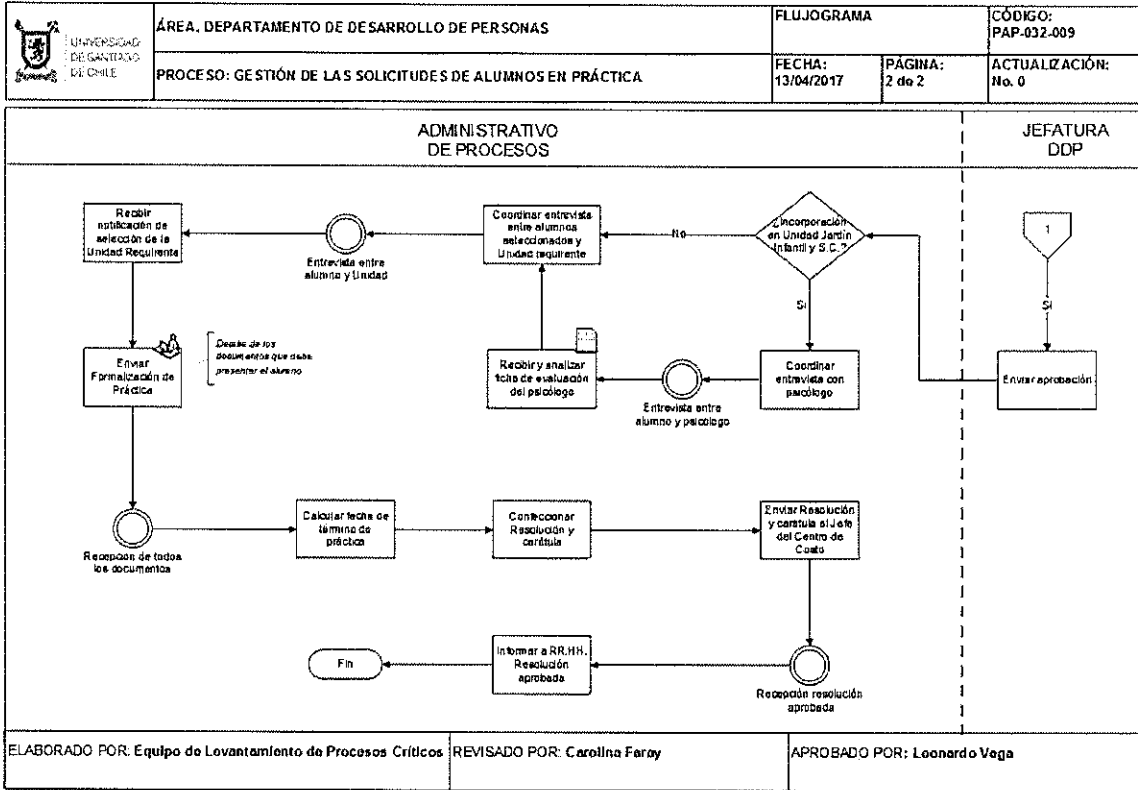 UNIVERSIDAD
DE SANTIAGO
DE CHILE
ÁREA. DEPARTAMENTO DE DESARROLLO DE PERSONAS
FLUJOGRAMA
CÓDIGO:
PAP-032-009
PROCESO: GESTIÓN DE LAS SOLICITUDES DE ALUMNOS EN PRÁCTICA
FECHA:
13/04/2017
PÁGINA:
2 de 2
ACTUALIZACIÓN:
No. 0
ADMINISTRATIVO
DE PROCESOS
JEFATURA
DDP
Recibir
notificación de
selección de la
Unidad Requirente
Entrevista entre
alumno y Unidad
Coordinar entrevista
entre alumnos
seleccionados y
Unidad requirente
No
¿Incorporación
en Unidad Jardín
Infantil y S.C.?
1
Si
Si
Enviar
Formalización de
Práctica
Detalle de los
documentos que debe
presentar el alumno
Recibir y analizar
ficha de evaluación
del psicólogo
Entrevista entre
alumno y psicólogo
Coordinar
entrevista con
psicólogo
Enviar aprobación
Recepción de todos
los documentos
Calcular fecha de
término de
práctica
Confeccionar
Resolución y
carátula
Enviar Resolución
y carátula al Jefe
del Centro de
Costo
Fin
Informar a RR.HH.
Resolución
aprobada
Recepción resolución
aprobada
ELABORADO POR: Equipo de Levantamiento de Procesos Críticos
REVISADO POR: Carolina Faray
APROBADO POR: Leonardo Vega